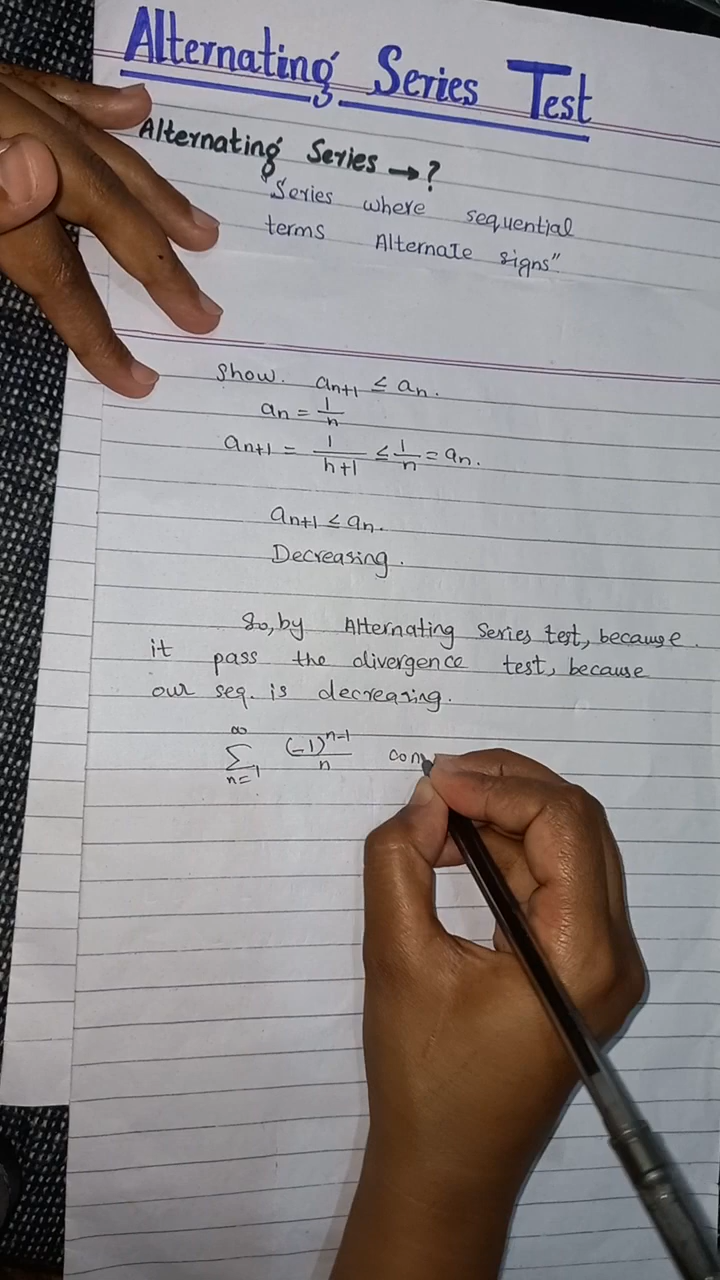 Alternating Series Test
Alternating Series → ?
"Series where sequential
terms Alternate signs"
Show. aₙ₊₁ ≤ aₙ.
aₙ = 1/n
aₙ₊₁ = 1/(n+1) ≤ 1/n = aₙ.
aₙ₊₁ ≤ aₙ.
Decreasing.
So, by Alternating Series test, because.
it pass the divergence test, because
our seq. is decreasing.
∞∑n=1 (-1)ⁿ⁻¹/n con